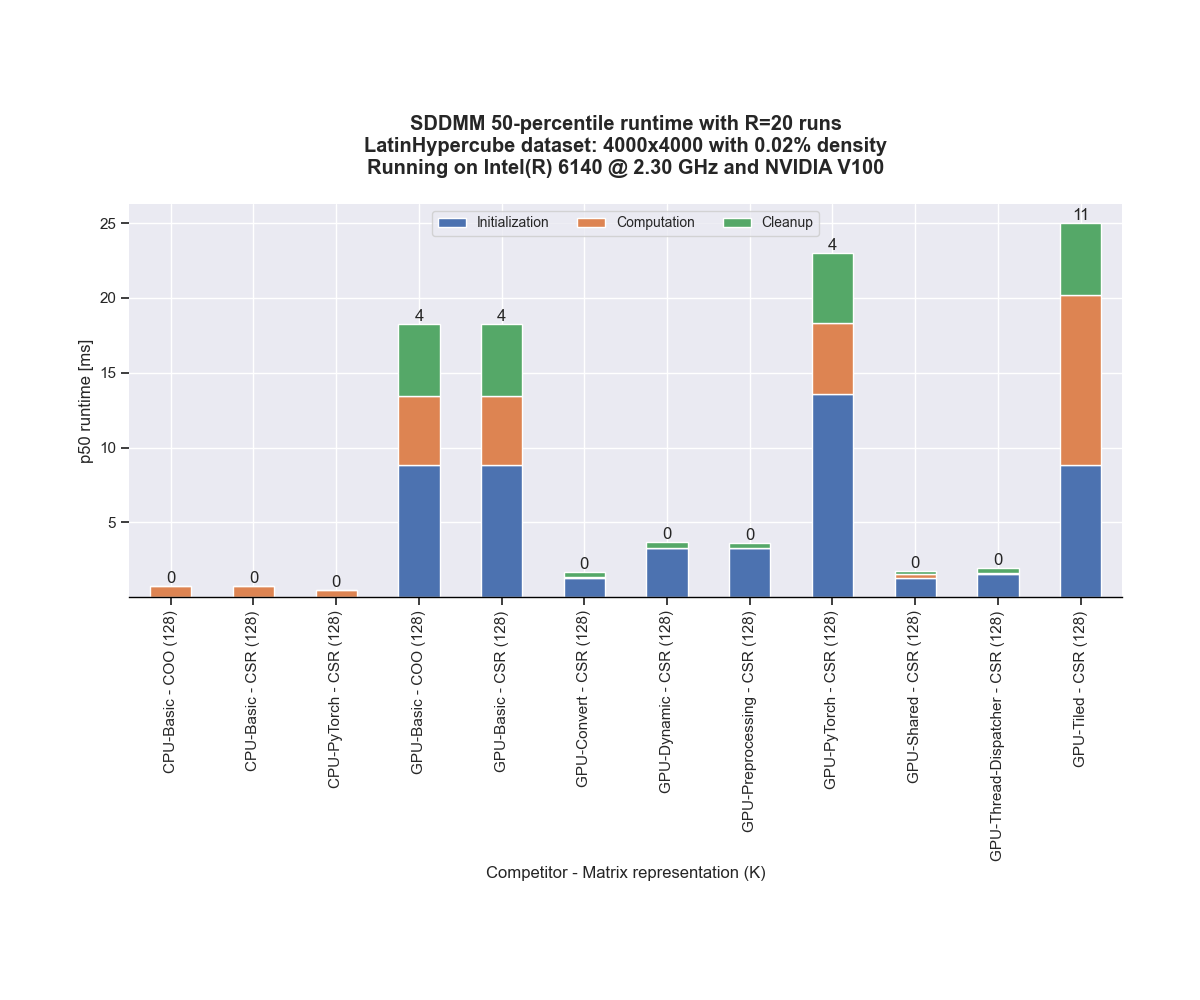 SDDMM 50-percentile runtime with R=20 runs
LatinHypercube dataset: 4000x4000 with 0.02% density
Running on Intel(R) 6140 @ 2.30 GHz and NVIDIA V100
Initialization Computation Cleanup
p50 runtime [ms]
25
20
15
10
5
0
0
0
4
4
0
0
0
4
0
0
11
CPU-Basic - COO (128)
CPU-Basic - CSR (128)
CPU-PyTorch - CSR (128)
GPU-Basic - COO (128)
GPU-Basic - CSR (128)
GPU-Convert - CSR (128)
GPU-Dynamic - CSR (128)
GPU-Preprocessing - CSR (128)
GPU-PyTorch - CSR (128)
GPU-Shared - CSR (128)
GPU-Thread-Dispatcher - CSR (128)
GPU-Tiled - CSR (128)
Competitor - Matrix representation (K)